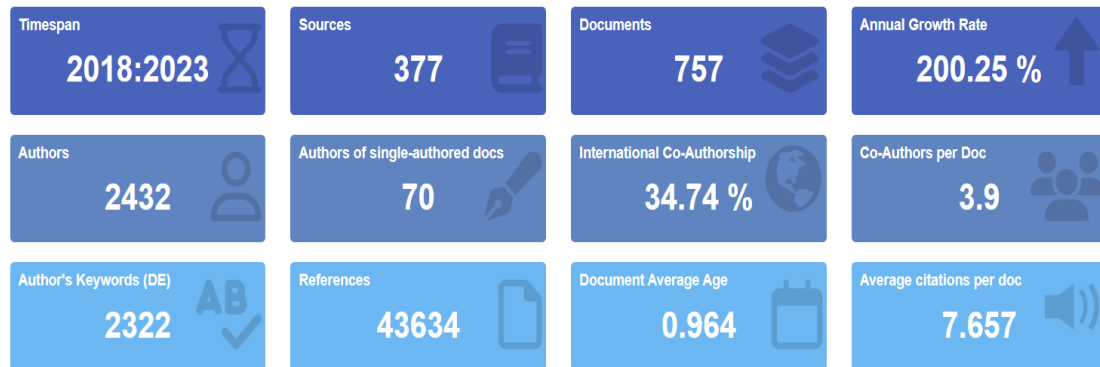 Timespan
2018:2023
Sources
377
Documents
757
Annual Growth Rate
200.25 %
Authors
2432
Authors of single-authored docs
70
International Co-Authorship
34.74 %
Co-Authors per Doc
3.9
Author's Keywords (DE)
2322
AB
References
43634
Document Average Age
0.964
Average citations per doc
7.657